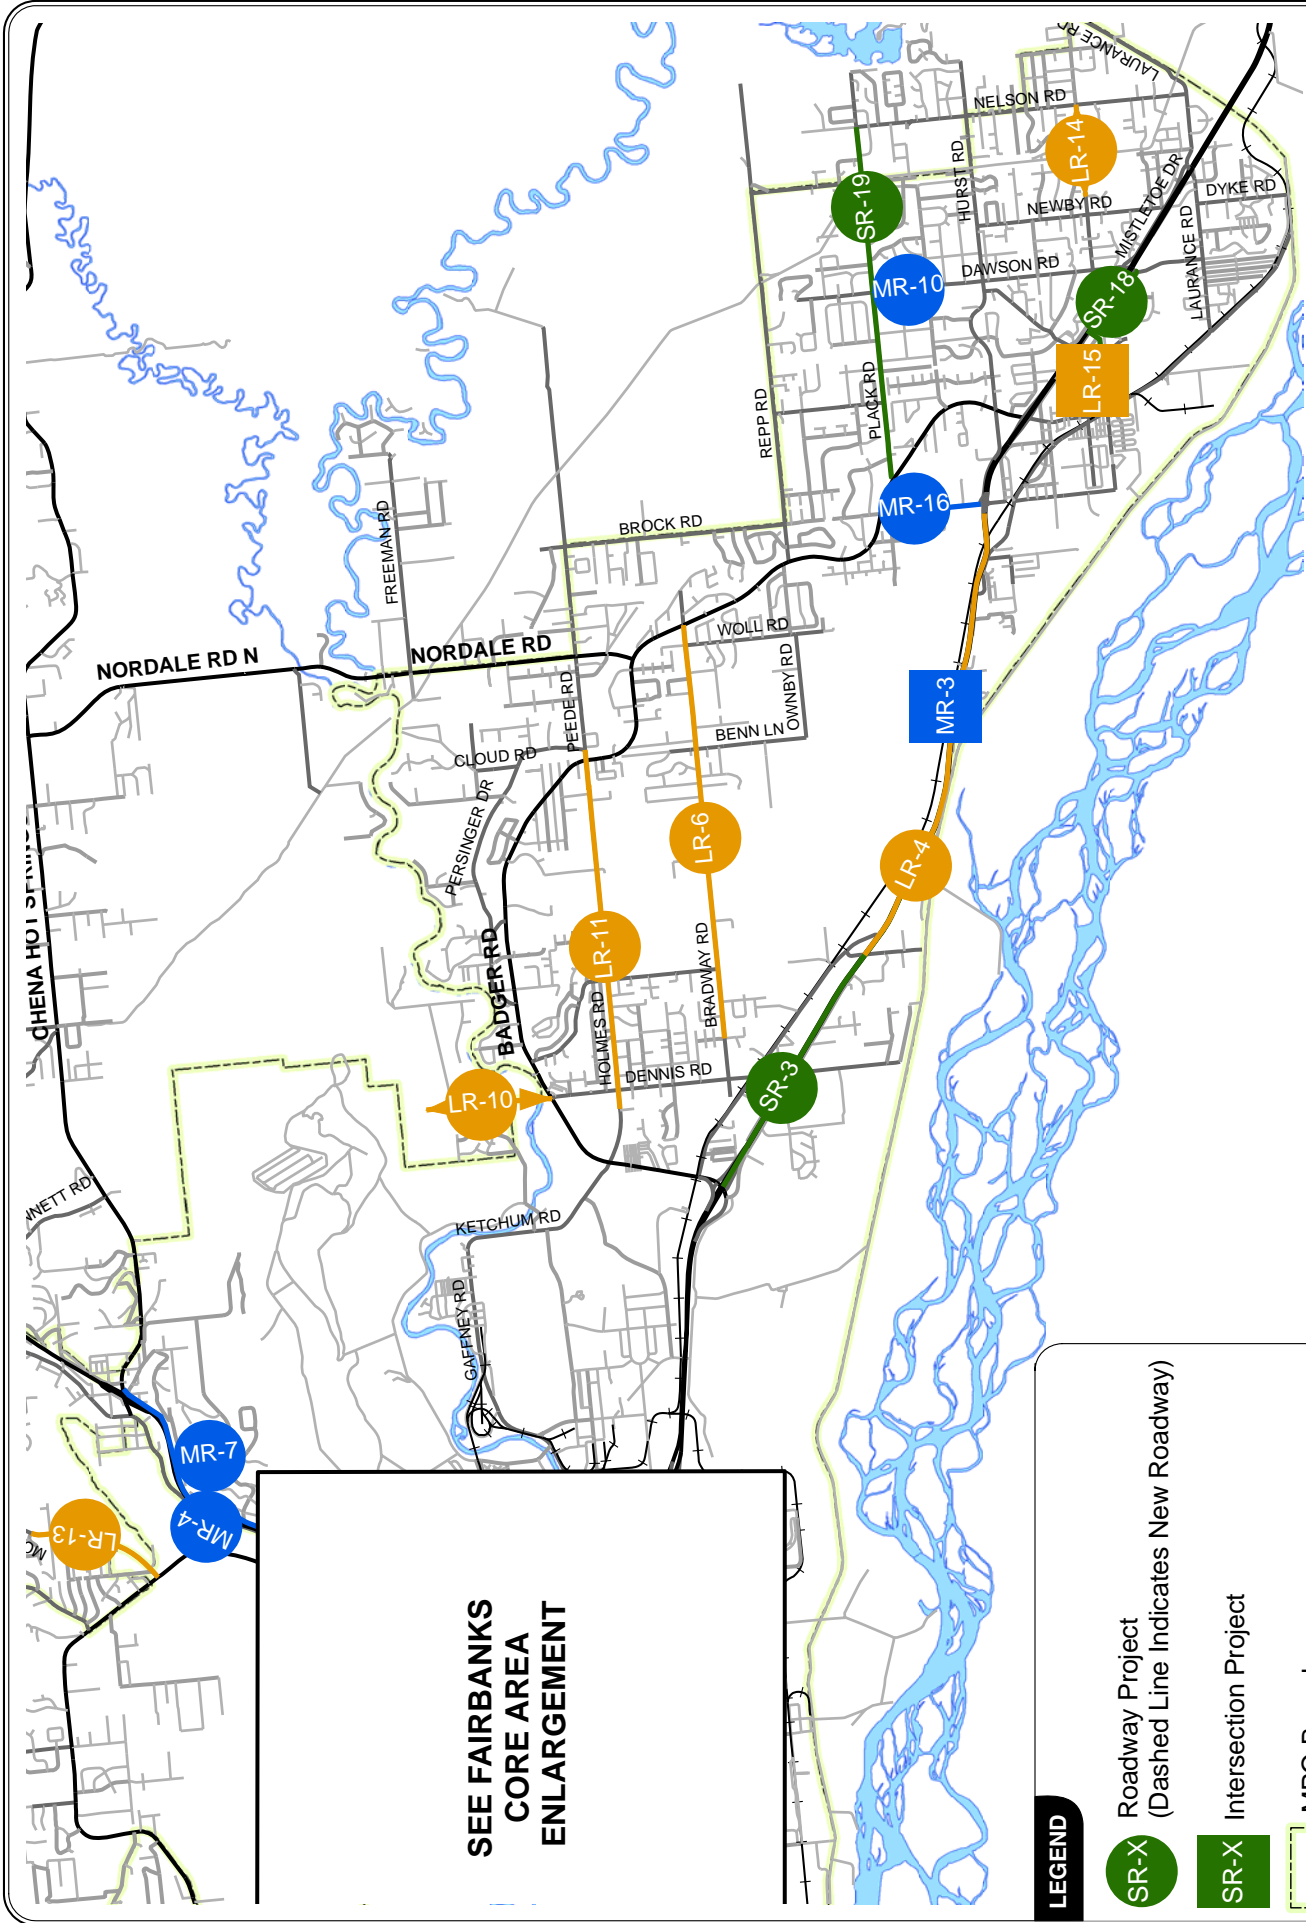 LAURANCE RD
NELSON RD
LR-14
HURST RD
SR-19
NEWBY RD
DYKE RD
MISTLETOE DR
LAURANCE RD
DAWSON RD
MR-10
SR-18
LR-15
PLACK RD
REPP RD
MR-16
BROCK RD
FREEMAN RD
WOLL RD
NORDALE RD N
NORDALE RD
OWNBY RD
PEEDE RD
BENN LN
CLOUD RD
MR-3
PERSINGER DR
LR-6
LR-4
CHENA HOT SPRINGS
LR-11
BADGER RD
BRADWAY RD
HOLMES RD
DENNIS RD
SR-3
LR-10
KETCHUM RD
NNETT RD
GAFFNEY RD
MR-7
MR-4
LR-13
SEE FAIRBANKS
CORE AREA
ENLARGEMENT
LEGEND
SR-X
Roadway Project
(Dashed Line Indicates New Roadway)
SR-X
Intersection Project